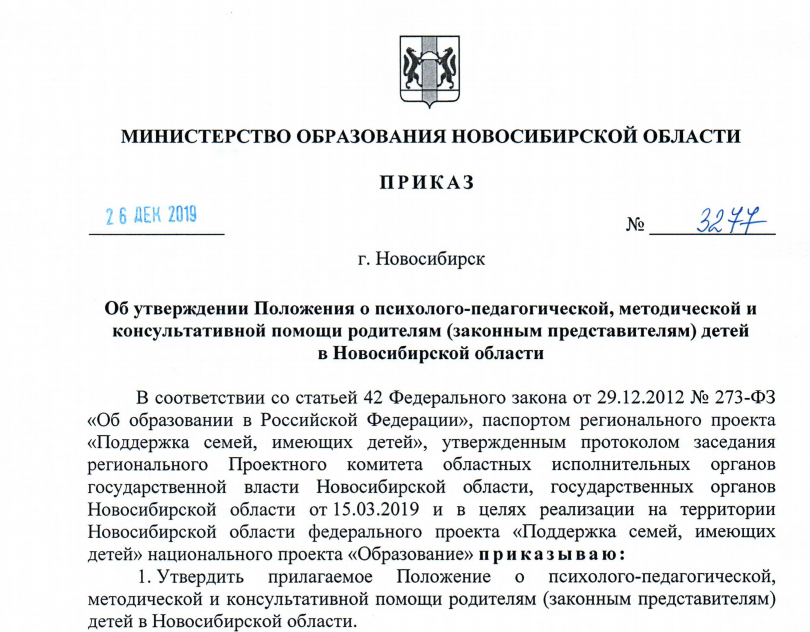 МИНИСТЕРСТВО ОБРАЗОВАНИЯ НОВОСИБИРСКОЙ ОБЛАСТИ
ПРИКАЗ
26 ДЕК 2019
№ 3277
г. Новосибирск
Об утверждении Положения о психолого-педагогической, методической и
консультативной помощи родителям (законным представителям) детей
в Новосибирской области
В соответствии со статьей 42 Федерального закона от 29.12.2012 № 273-ФЗ
«Об образовании в Российской Федерации», паспортом регионального проекта
«Поддержка семей, имеющих детей», утвержденным протоколом заседания
регионального Проектного комитета областных исполнительных органов
государственной власти Новосибирской области, государственных органов
Новосибирской области от 15.03.2019 и в целях реализации на территории
Новосибирской области федерального проекта «Поддержка семей, имеющих
детей» национального проекта «Образование» приказываю:
1. Утвердить прилагаемое Положение о психолого-педагогической,
методической и консультативной помощи родителям (законным представителям)
детей в Новосибирской области.